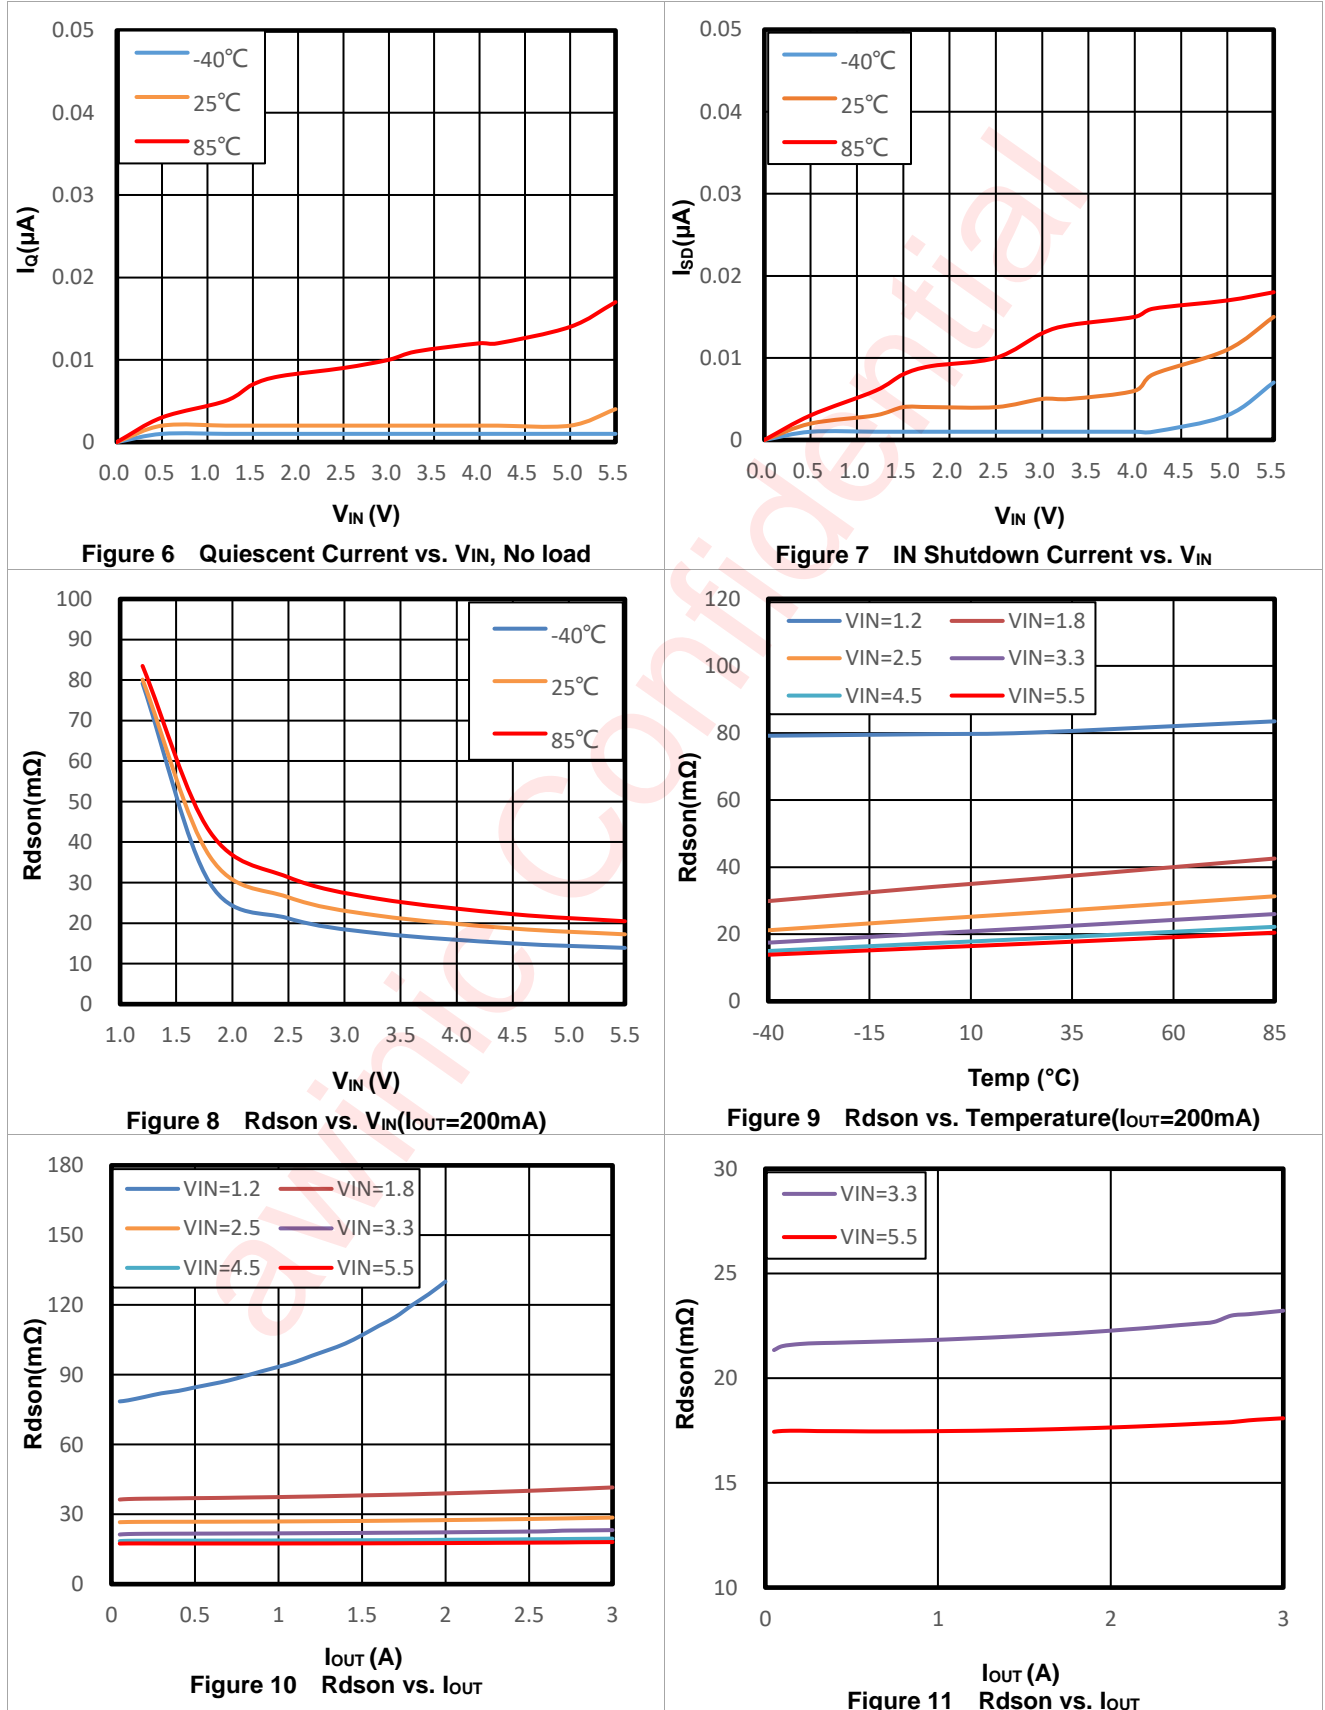 0.05
0.04
0.03
0.02
0.01
0
-40℃
25℃
85℃
IQ(µA)
0.0 0.5 1.0 1.5 2.0 2.5 3.0 3.5 4.0 4.5 5.0 5.5
VIN (V)
Figure 6 Quiescent Current vs. VIN, No load
0.05
0.04
0.03
0.02
0.01
0
-40℃
25℃
85℃
ISD(µA)
0.0 0.5 1.0 1.5 2.0 2.5 3.0 3.5 4.0 4.5 5.0 5.5
VIN (V)
Figure 7 IN Shutdown Current vs. VIN
100
90
80
70
60
50
40
30
20
10
0
-40℃
25℃
85℃
Rdson(mΩ)
1.0 1.5 2.0 2.5 3.0 3.5 4.0 4.5 5.0 5.5
VIN (V)
Figure 8 Rdson vs. VIN(IOUT=200mA)
120
100
80
60
40
20
0
VIN=1.2 VIN=1.8
VIN=2.5 VIN=3.3
VIN=4.5 VIN=5.5
Rdson(mΩ)
-40 -15 10 35 60 85
Temp (°C)
Figure 9 Rdson vs. Temperature(IOUT=200mA)
180
150
120
90
60
30
0
VIN=1.2 VIN=1.8
VIN=2.5 VIN=3.3
VIN=4.5 VIN=5.5
Rdson(mΩ)
0 0.5 1 1.5 2 2.5 3
IOUT (A)
Figure 10 Rdson vs. IOUT
30
25
20
15
10
VIN=3.3
VIN=5.5
Rdson(mΩ)
0 1 2 3
IOUT (A)
Figure 11 Rdson vs. IOUT
awinic Confidential